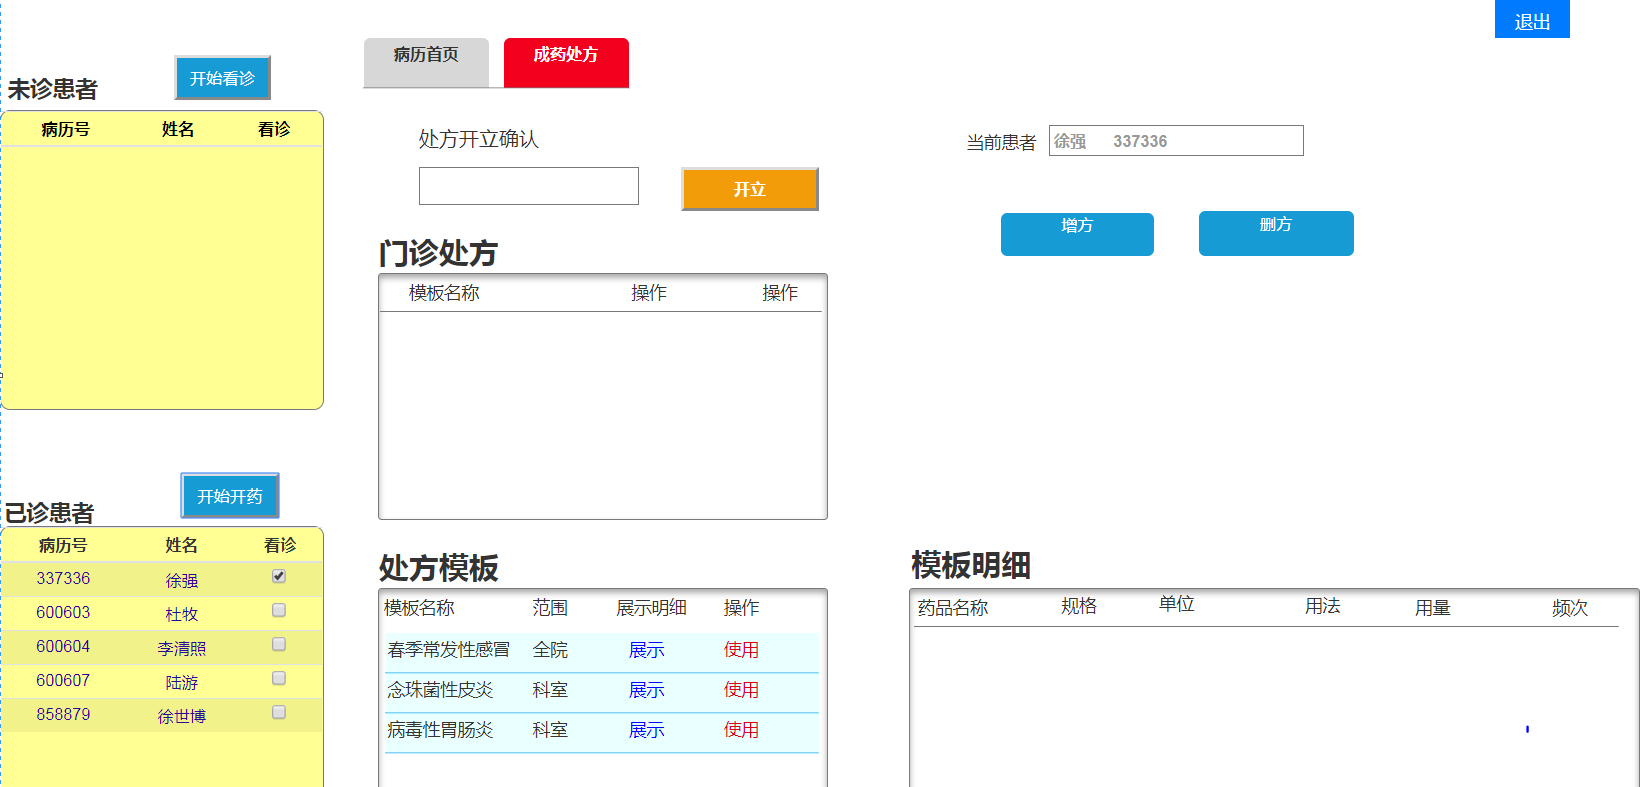 退出
病历首页 成药处方
未诊患者 开始看诊
病历号 姓名 看诊
处方开立确认
开立
当前患者 徐强 337336
增方 删方
门诊处方
模板名称 操作 操作
已诊患者 开始开药
病历号 姓名 看诊
337336 徐强
600603 杜牧
600604 李清照
600607 陆游
858879 徐世博
处方模板
模板名称 范围 展示明细 操作
春季常发性感冒 全院 展示 使用
念珠菌性皮炎 科室 展示 使用
病毒性胃肠炎 科室 展示 使用
模板明细
药品名称 规格 单位 用法 用量 频次